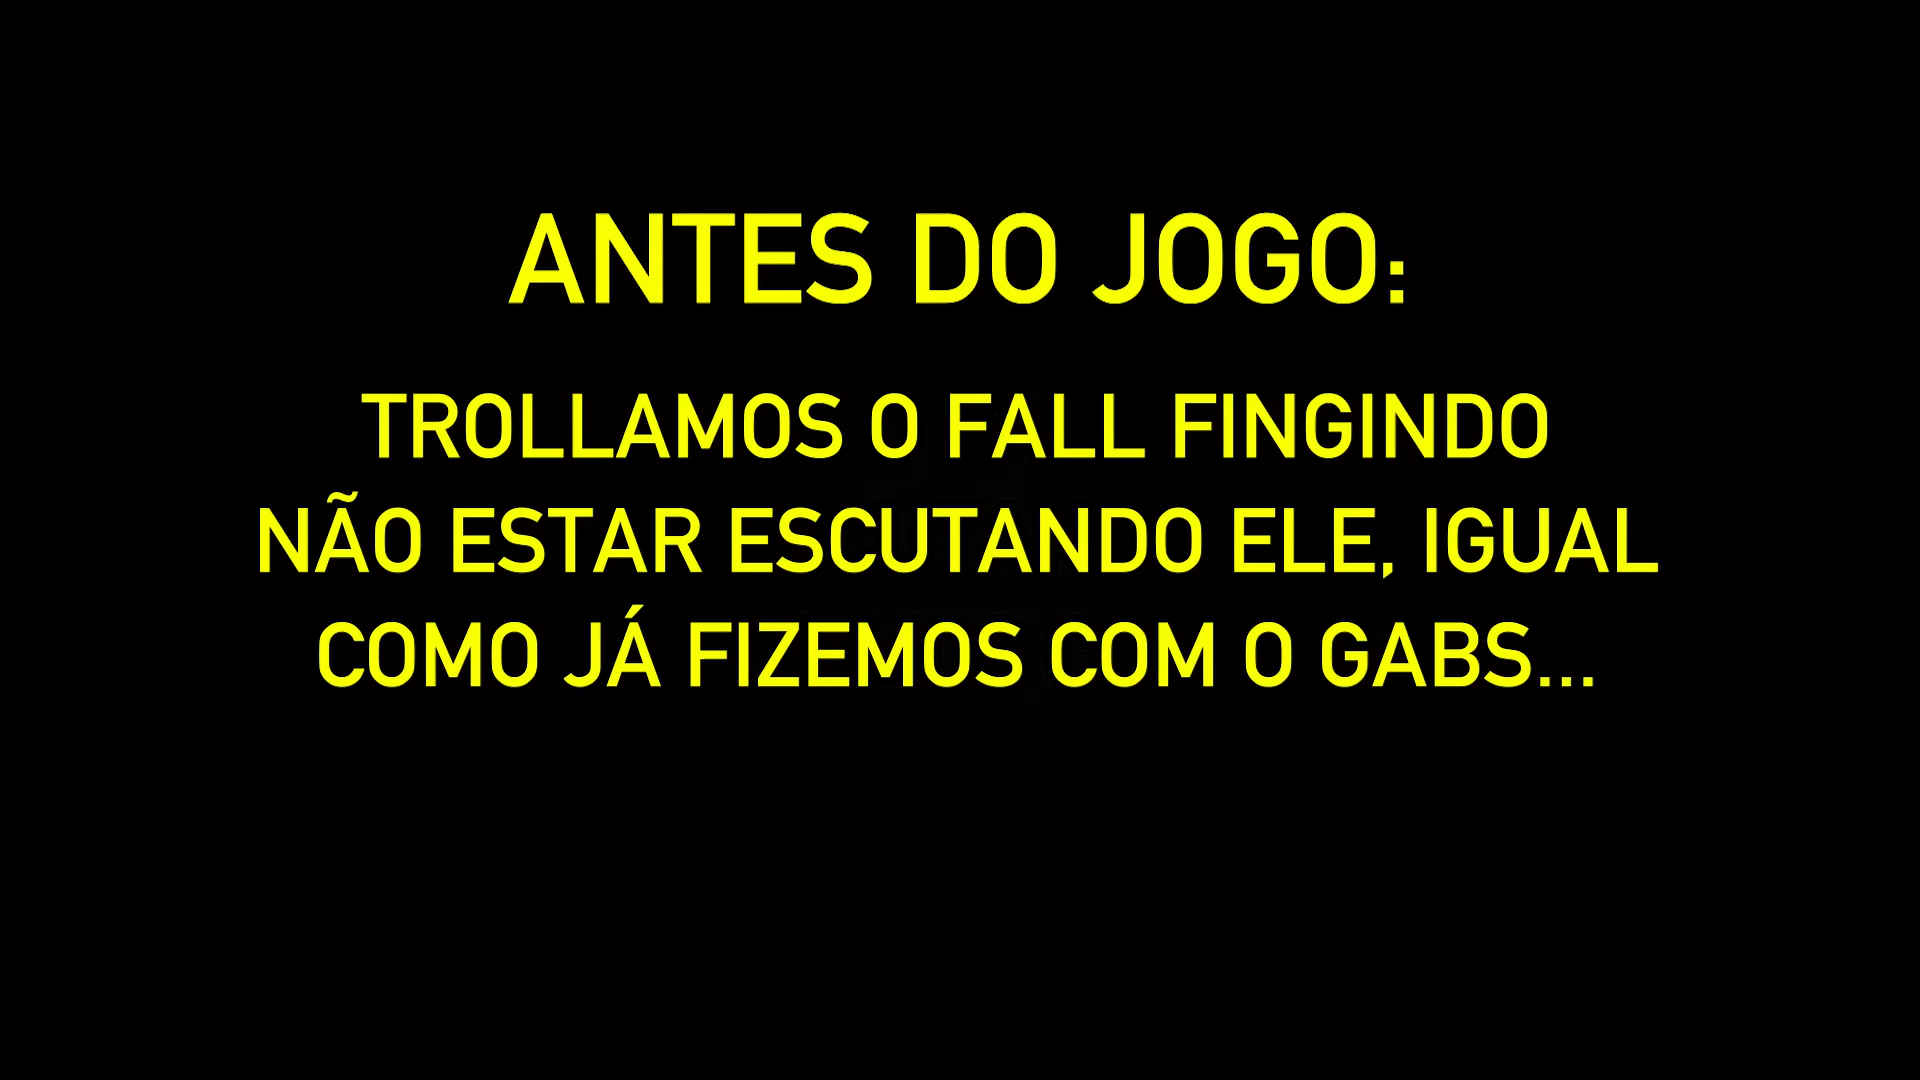 ANTES DO JOGO:
TROLLAMOS O FALL FINGINDO
NÃO ESTAR ESCUTANDO ELE, IGUAL
COMO JÁ FIZEMOS COM O GABS...